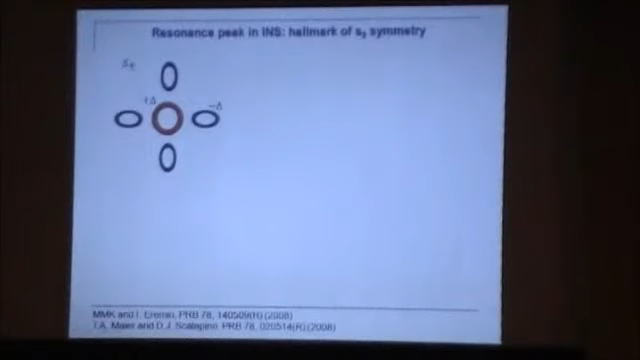 Resonance peak in INS: hallmark of s± symmetry
S±
+Δ
-Δ
MMK and I. Eremin, PRB 78, 140509(R) (2008)
T.A. Maier and D.J. Scalapino, PRB 78, 020514(R) (2008)